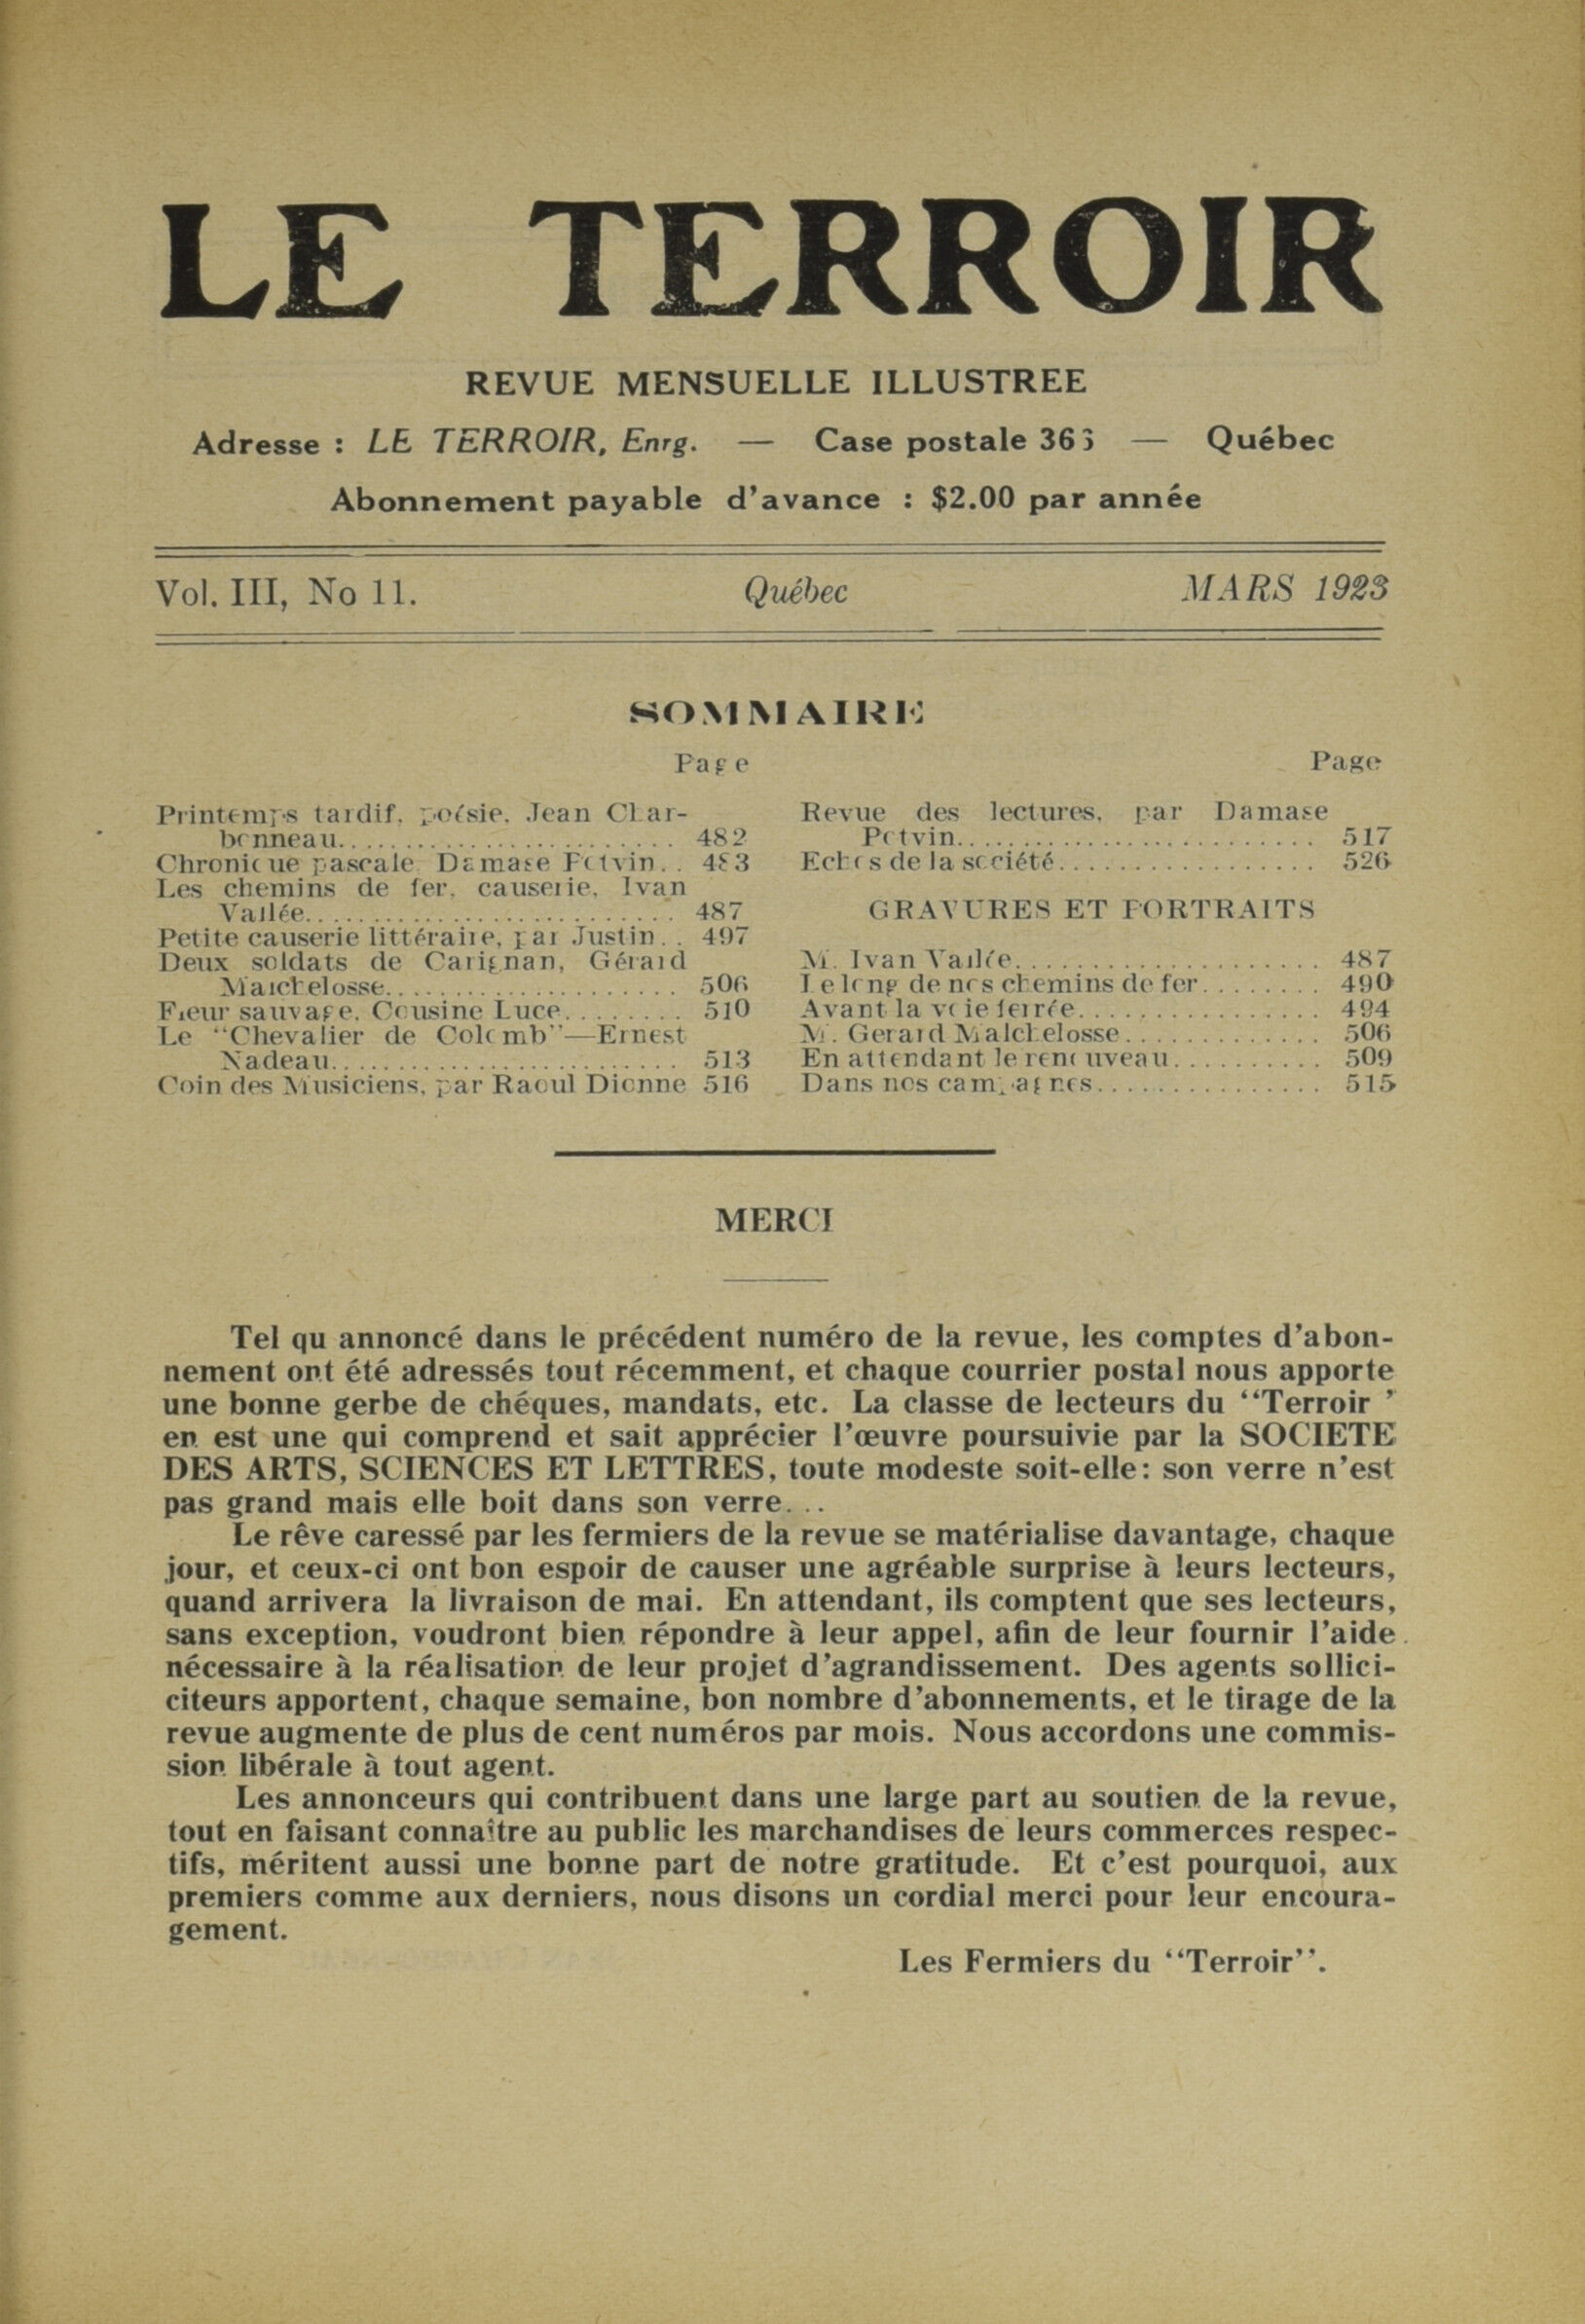 LE TERROIR
REVUE MENSUELLE ILLUSTREE
Adresse : LE TERROIR, Enrg. — Case postale 366 — Québec
Abonnement payable d'avance : $2.00 par année
Vol. III, No 11. Québec MARS 1923
SOMMAIRE
Page
Printemps tardif, poésie, Jean Char-
bonneau........................ 482
Chronique pascale, Damase Potvin.. 483
Les chemins de fer, causerie, Ivan
Vallée........................... 487
Petite causerie littéraire, par Justin.. 497
Deux soldats de Carignan, Gérard
Malchelosse.................... 506
Fleur sauvage, Cousine Luce........ 510
Le "Chevalier de Colomb"—Ernest
Nadeau......................... 513
Coin des Musiciens, par Raoul Dionne 516
Page
Revue des lectures, par Damase
Potvin......................... 517
Echos de la société................. 526
GRAVURES ET PORTRAITS
M. Ivan Vallée..................... 487
Le long de nos chemins de fer........ 490
Avant la voie ferrée................ 494
M. Gerard Malchelosse............. 506
En attendant le renouveau.......... 509
Dans nos campagnes............... 515
MERCI
Tel qu annoncé dans le précédent numéro de la revue, les comptes d'abon-
nement ont été adressés tout récemment, et chaque courrier postal nous apporte
une bonne gerbe de chéques, mandats, etc. La classe de lecteurs du "Terroir '
en est une qui comprend et sait apprécier l'œuvre poursuivie par la SOCIETE
DES ARTS, SCIENCES ET LETTRES, toute modeste soit-elle: son verre n'est
pas grand mais elle boit dans son verre...
Le rêve caressé par les fermiers de la revue se matérialise davantage, chaque
jour, et ceux-ci ont bon espoir de causer une agréable surprise à leurs lecteurs,
quand arrivera la livraison de mai. En attendant, ils comptent que ses lecteurs,
sans exception, voudront bien répondre à leur appel, afin de leur fournir l'aide
nécessaire à la réalisation de leur projet d'agrandissement. Des agents sollici-
citeurs apportent, chaque semaine, bon nombre d'abonnements, et le tirage de la
revue augmente de plus de cent numéros par mois. Nous accordons une commis-
sion libérale à tout agent.
Les annonceurs qui contribuent dans une large part au soutien de la revue,
tout en faisant connaître au public les marchandises de leurs commerces respec-
tifs, méritent aussi une bonne part de notre gratitude. Et c'est pourquoi, aux
premiers comme aux derniers, nous disons un cordial merci pour leur encoura-
gement.
Les Fermiers du "Terroir".